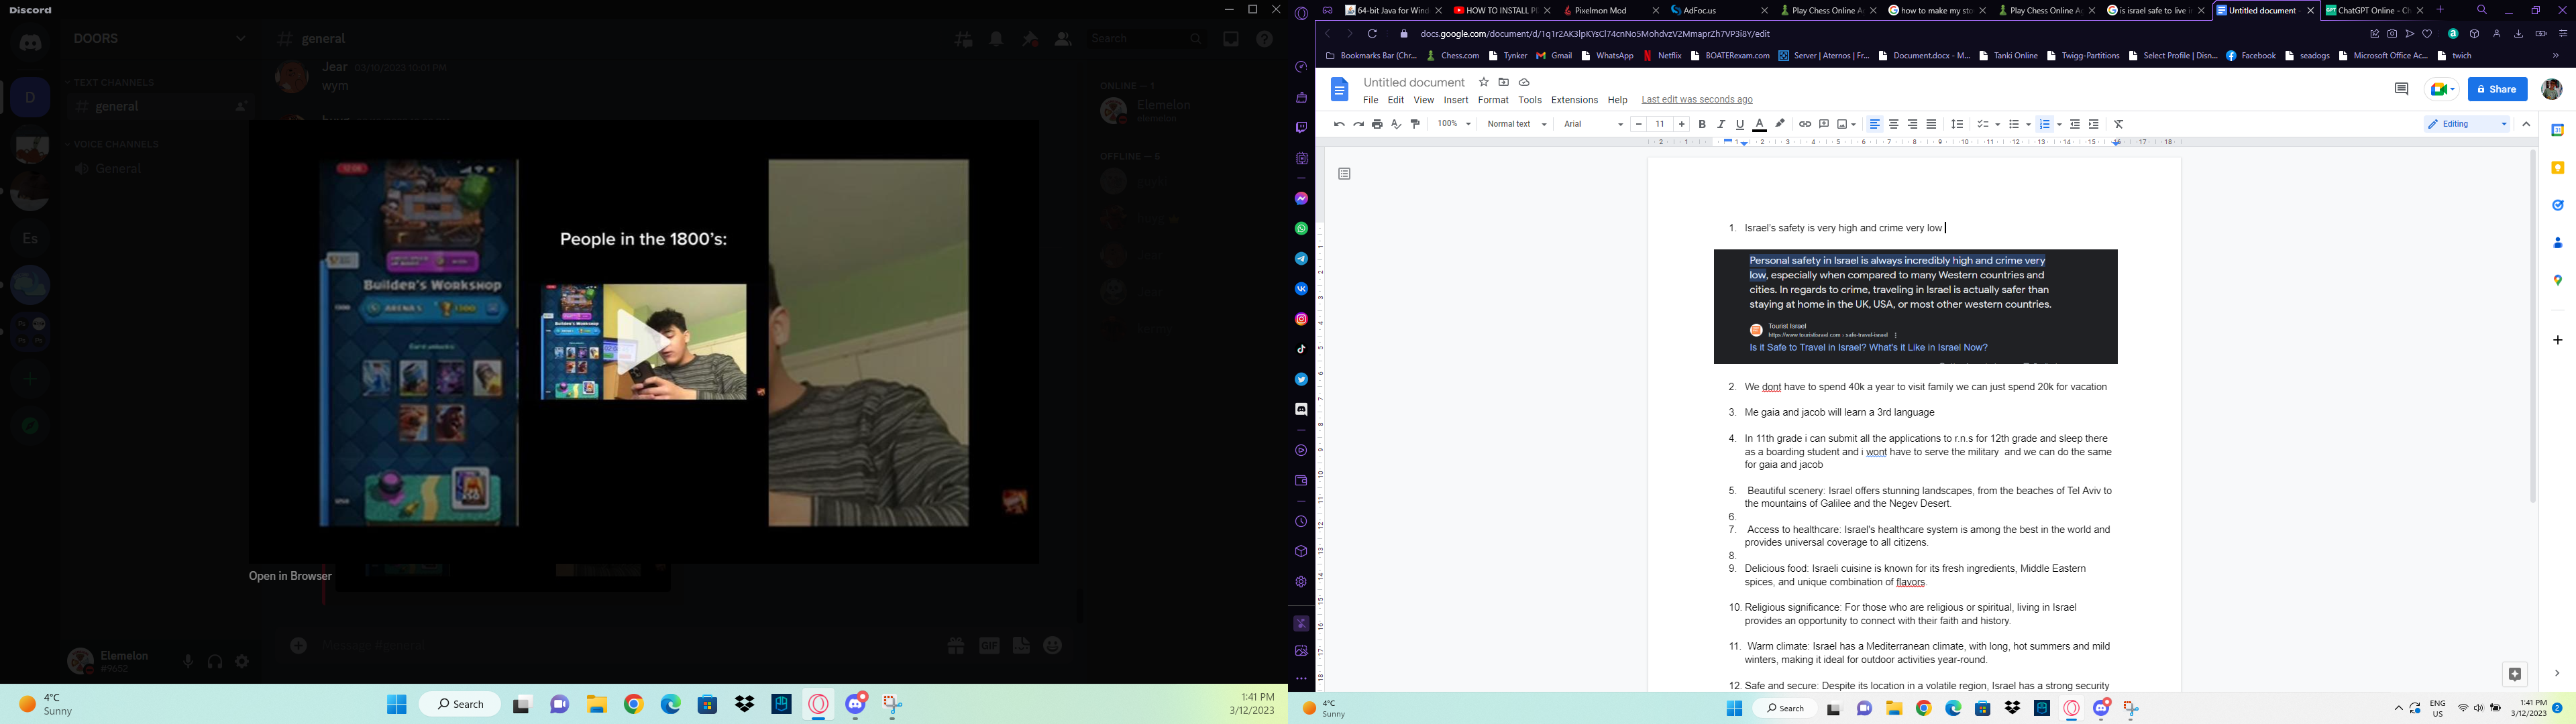 Discord
DOORS
general
Search
Jear 03/10/2023 10:01 PM
wym
TEXT CHANNELS
general
VOICE CHANNELS
General
ONLINE — 1
Elemelon
elemelon
OFFLINE — 5
12:08
Builder's Workshop
ARENA 5 1300
People in the 1800's:
Builder's Workshop
Es
Open in Browser
Message #general
GIF
Elemelon
#9652
4°C
Sunny
Search
1:41 PM
3/12/2023
64-bit Java for Wind
HOW TO INSTALL PI
Pixelmon Mod
AdFoc.us
Play Chess Online A
how to make my sto
Play Chess Online A
is israel safe to live i
Untitled document -
ChatGPT Online - Ch
docs.google.com/document/d/1q1r2AK3lpKYsCl74cnNo5MohdvzV2MmaprZh7VP3i8Y/edit
Bookmarks Bar (Chr...
Chess.com
Tynker
Gmail
WhatsApp
Netflix
BOATERexam.com
Server | Aternos | Fr...
Document.docx - M...
Tanki Online
Twigg-Partitions
Select Profile | Disn...
Facebook
seadogs
Microsoft Office Ac...
twich
Untitled document
File Edit View Insert Format Tools Extensions Help Last edit was seconds ago
Share
100% Normal text Arial 11 Editing
1. Israel's safety is very high and crime very low
Personal safety in Israel is always incredibly high and crime very
low, especially when compared to many Western countries and
cities. In regards to crime, traveling in Israel is actually safer than
staying at home in the UK, USA, or most other western countries.
Tourist Israel
https://www.touristisrael.com › safe-travel-israel
Is it Safe to Travel in Israel? What's it Like in Israel Now?
2. We dont have to spend 40k a year to visit family we can just spend 20k for vacation
3. Me gaia and jacob will learn a 3rd language
4. In 11th grade i can submit all the applications to r.n.s for 12th grade and sleep there
as a boarding student and i wont have to serve the military and we can do the same
for gaia and jacob
5. Beautiful scenery: Israel offers stunning landscapes, from the beaches of Tel Aviv to
the mountains of Galilee and the Negev Desert.
6.
7. Access to healthcare: Israel's healthcare system is among the best in the world and
provides universal coverage to all citizens.
8.
9. Delicious food: Israeli cuisine is known for its fresh ingredients, Middle Eastern
spices, and unique combination of flavors.
10. Religious significance: For those who are religious or spiritual, living in Israel
provides an opportunity to connect with their faith and history.
11. Warm climate: Israel has a Mediterranean climate, with long, hot summers and mild
winters, making it ideal for outdoor activities year-round.
12. Safe and secure: Despite its location in a volatile region, Israel has a strong security
4°C
Sunny
Search
ENG
US
1:41 PM
3/12/2023
2